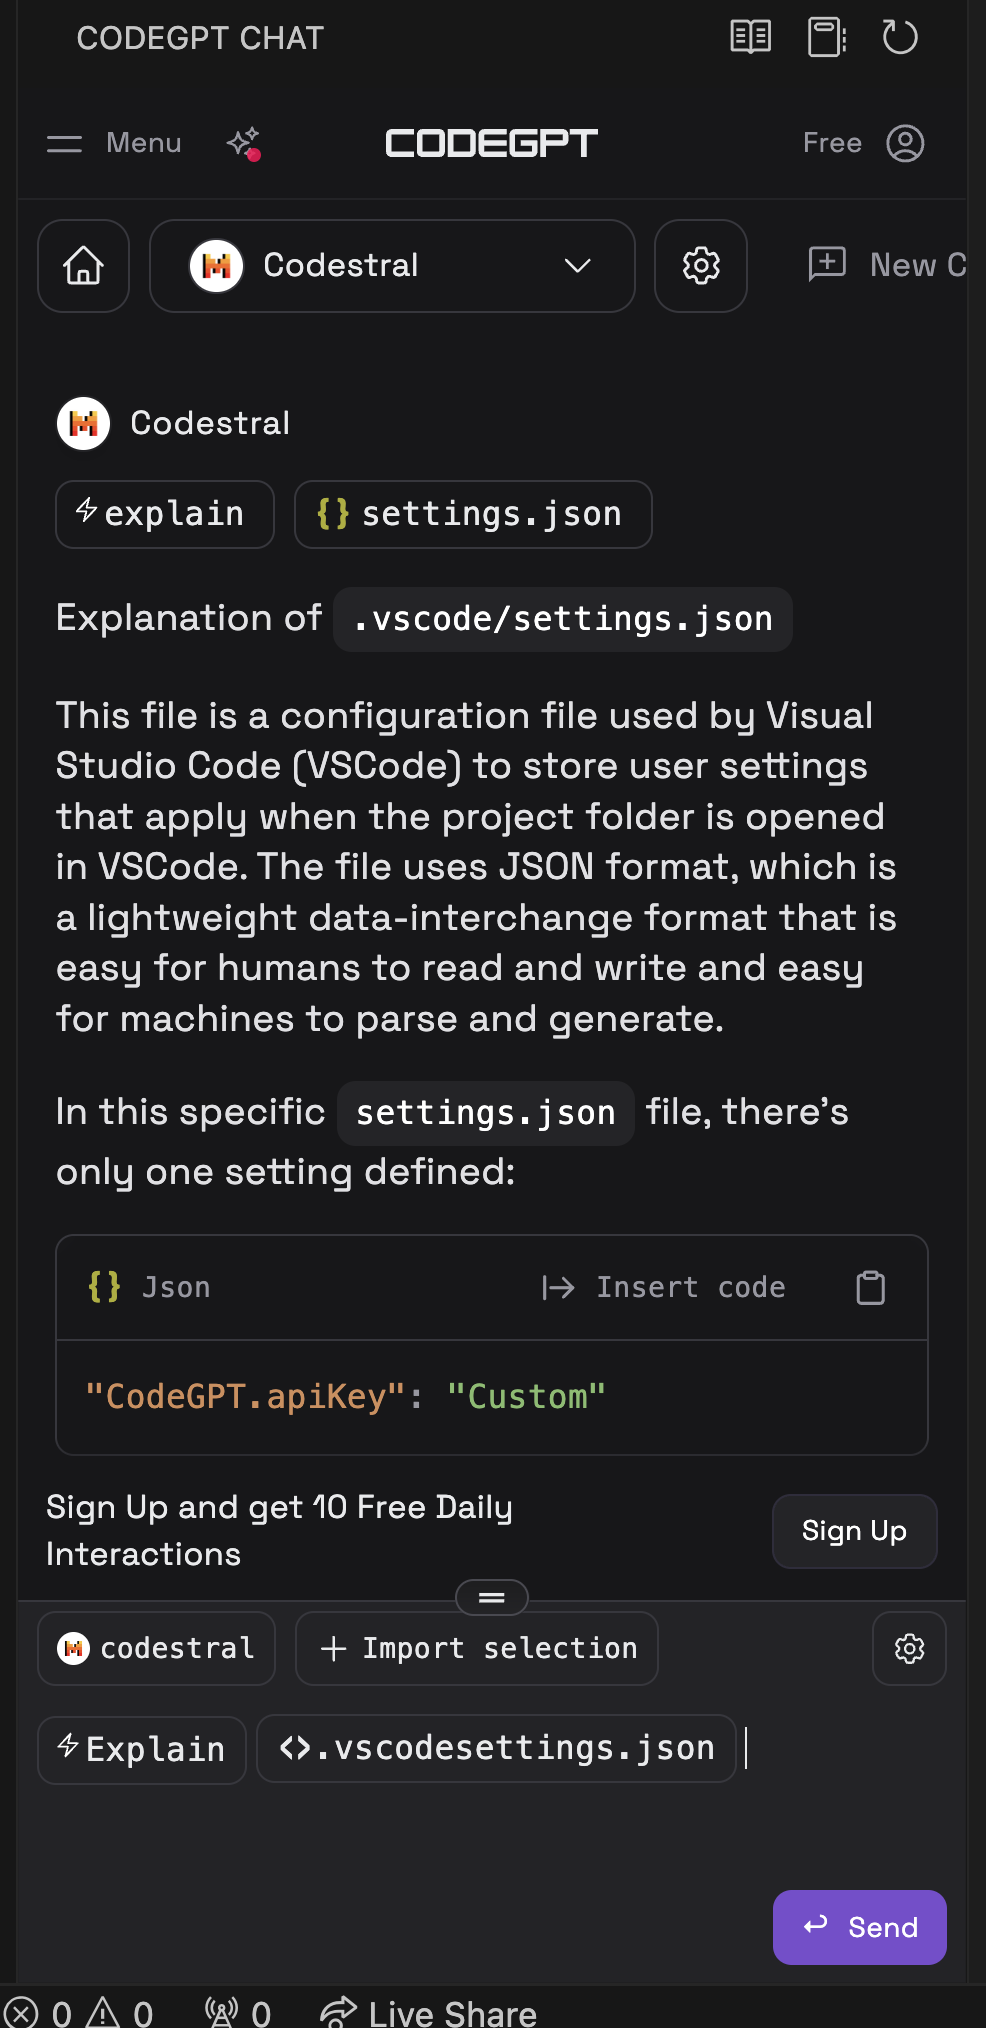 CODEGPT CHAT
Menu
CODEGPT
Free
Codestral
New C
Codestral
explain
{} settings.json
Explanation of .vscode/settings.json
This file is a configuration file used by Visual
Studio Code (VSCode) to store user settings
that apply when the project folder is opened
in VSCode. The file uses JSON format, which is
a lightweight data-interchange format that is
easy for humans to read and write and easy
for machines to parse and generate.
In this specific settings.json file, there's
only one setting defined:
{} Json
Insert code
"CodeGPT.apiKey": "Custom"
Sign Up and get 10 Free Daily
Interactions
Sign Up
codestral
+ Import selection
Explain
<>.vscodesettings.json
Send
0 0 0 Live Share